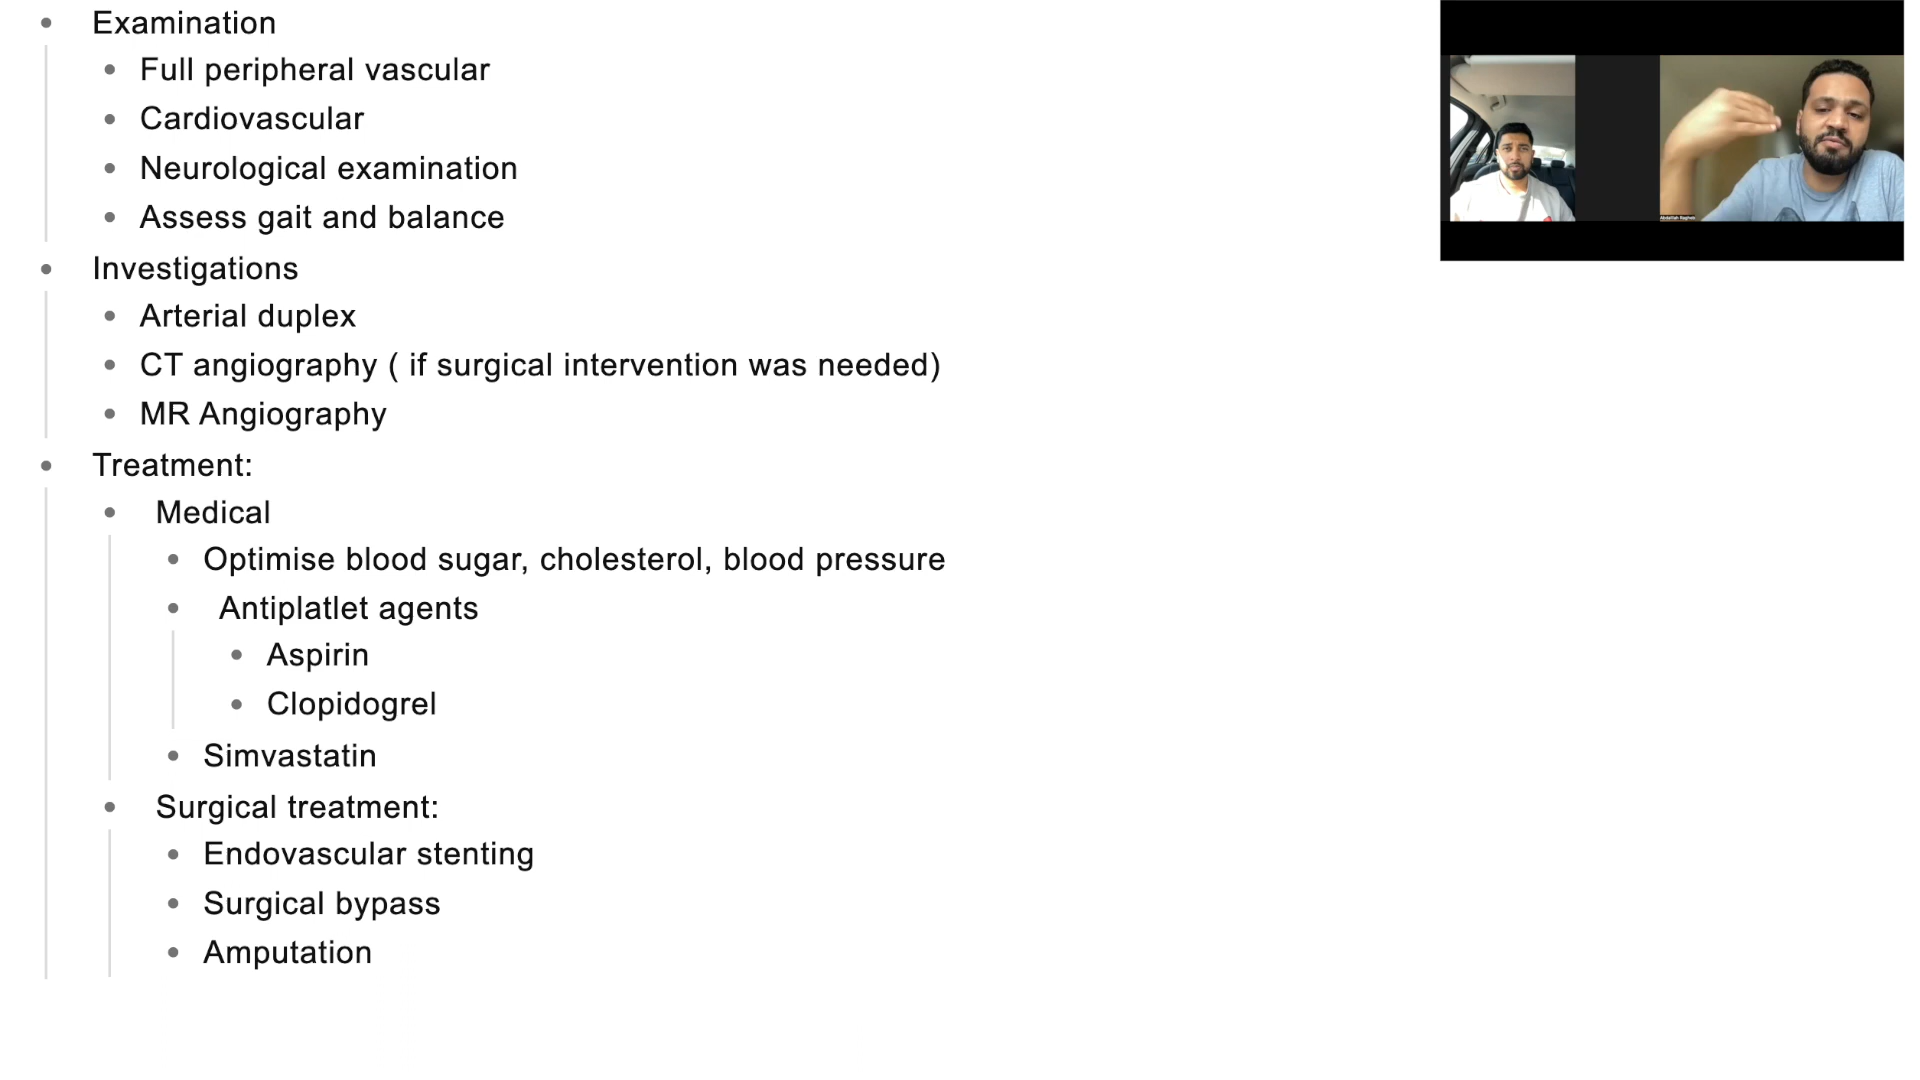 Examination
Full peripheral vascular
Cardiovascular
Neurological examination
Assess gait and balance
Investigations
Arterial duplex
CT angiography ( if surgical intervention was needed)
MR Angiography
Treatment:
Medical
Optimise blood sugar, cholesterol, blood pressure
Antiplatlet agents
Aspirin
Clopidogrel
Simvastatin
Surgical treatment:
Endovascular stenting
Surgical bypass
Amputation